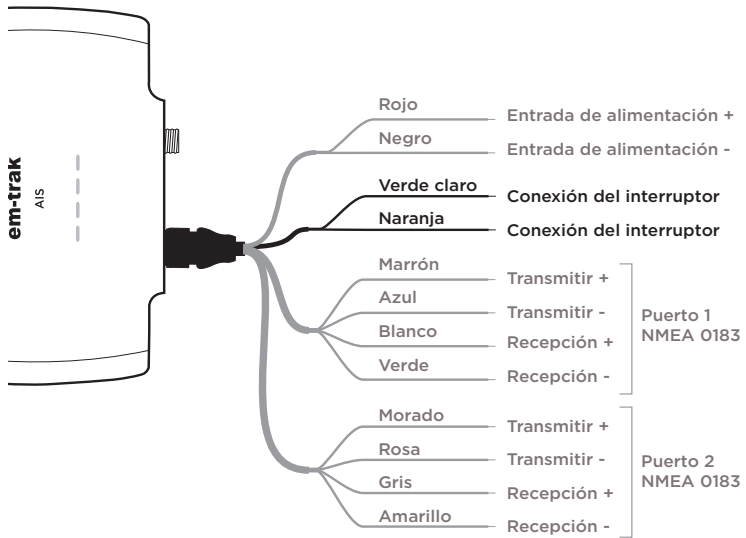 em-trak
AIS
Rojo Entrada de alimentación +
Negro Entrada de alimentación -
Verde claro Conexión del interruptor
Naranja Conexión del interruptor
Marrón Transmitir +
Azul Transmitir -
Blanco Recepción +
Verde Recepción -
Puerto 1
NMEA 0183
Morado Transmitir +
Rosa Transmitir -
Gris Recepción +
Amarillo Recepción -
Puerto 2
NMEA 0183